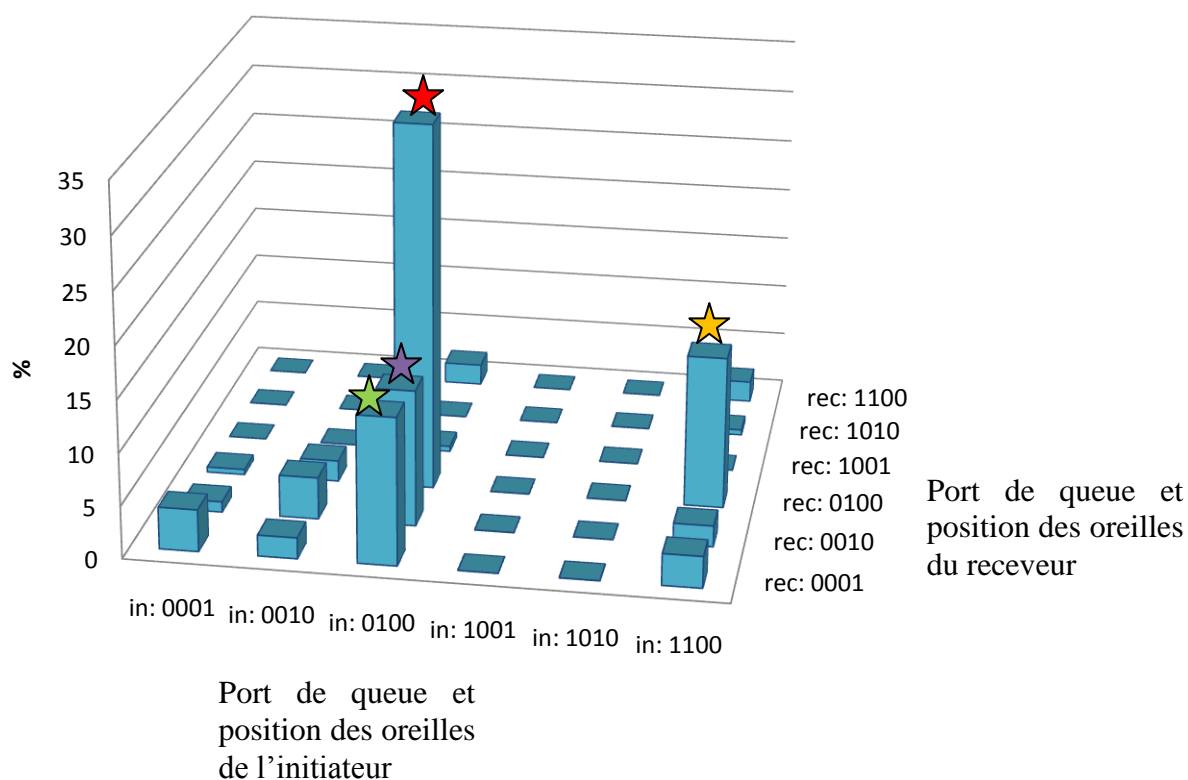 35
30
25
20
15
10
5
0
%
rec: 1100
rec: 1010
rec: 1001
rec: 0100
rec: 0010
rec: 0001
Port de queue et
position des oreilles
du receveur
in: 0001 in: 0010 in: 0100 in: 1001 in: 1010 in: 1100
Port de queue et
position des oreilles
de l’initiateur